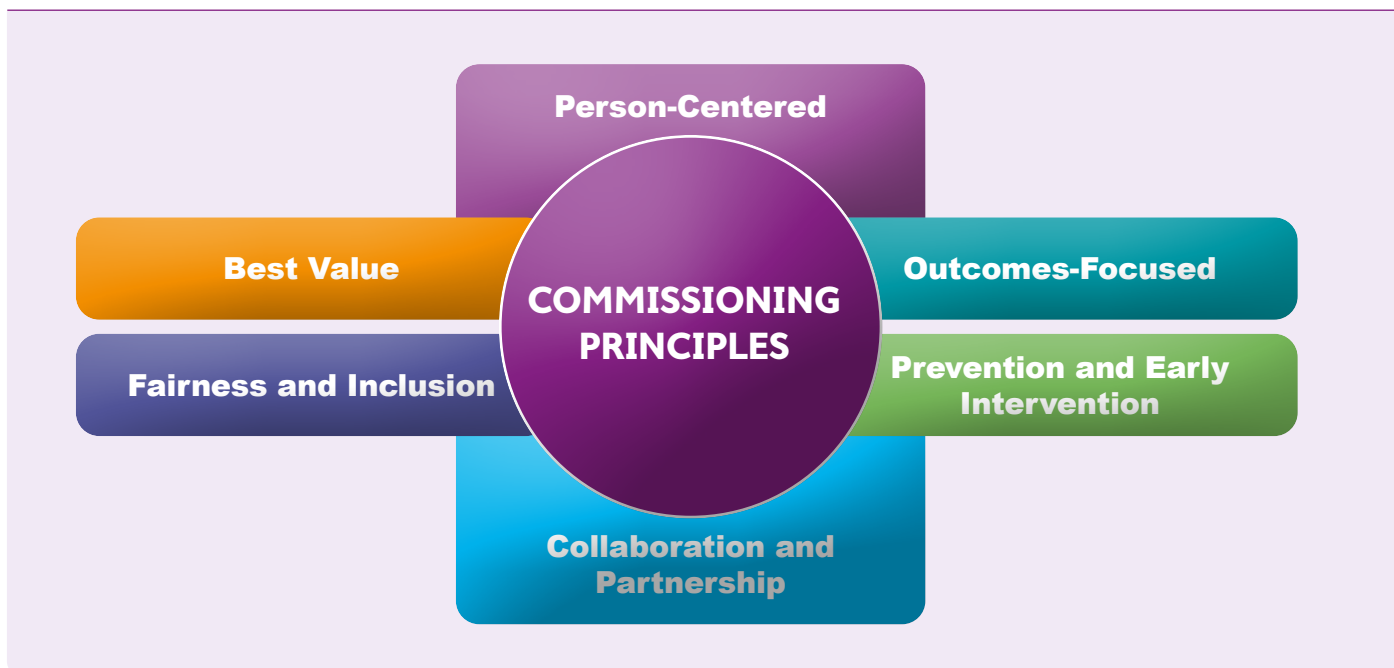 Person-Centered
Best Value
Outcomes-Focused
COMMISSIONING
PRINCIPLES
Fairness and Inclusion
Prevention and Early
Intervention
Collaboration and
Partnership